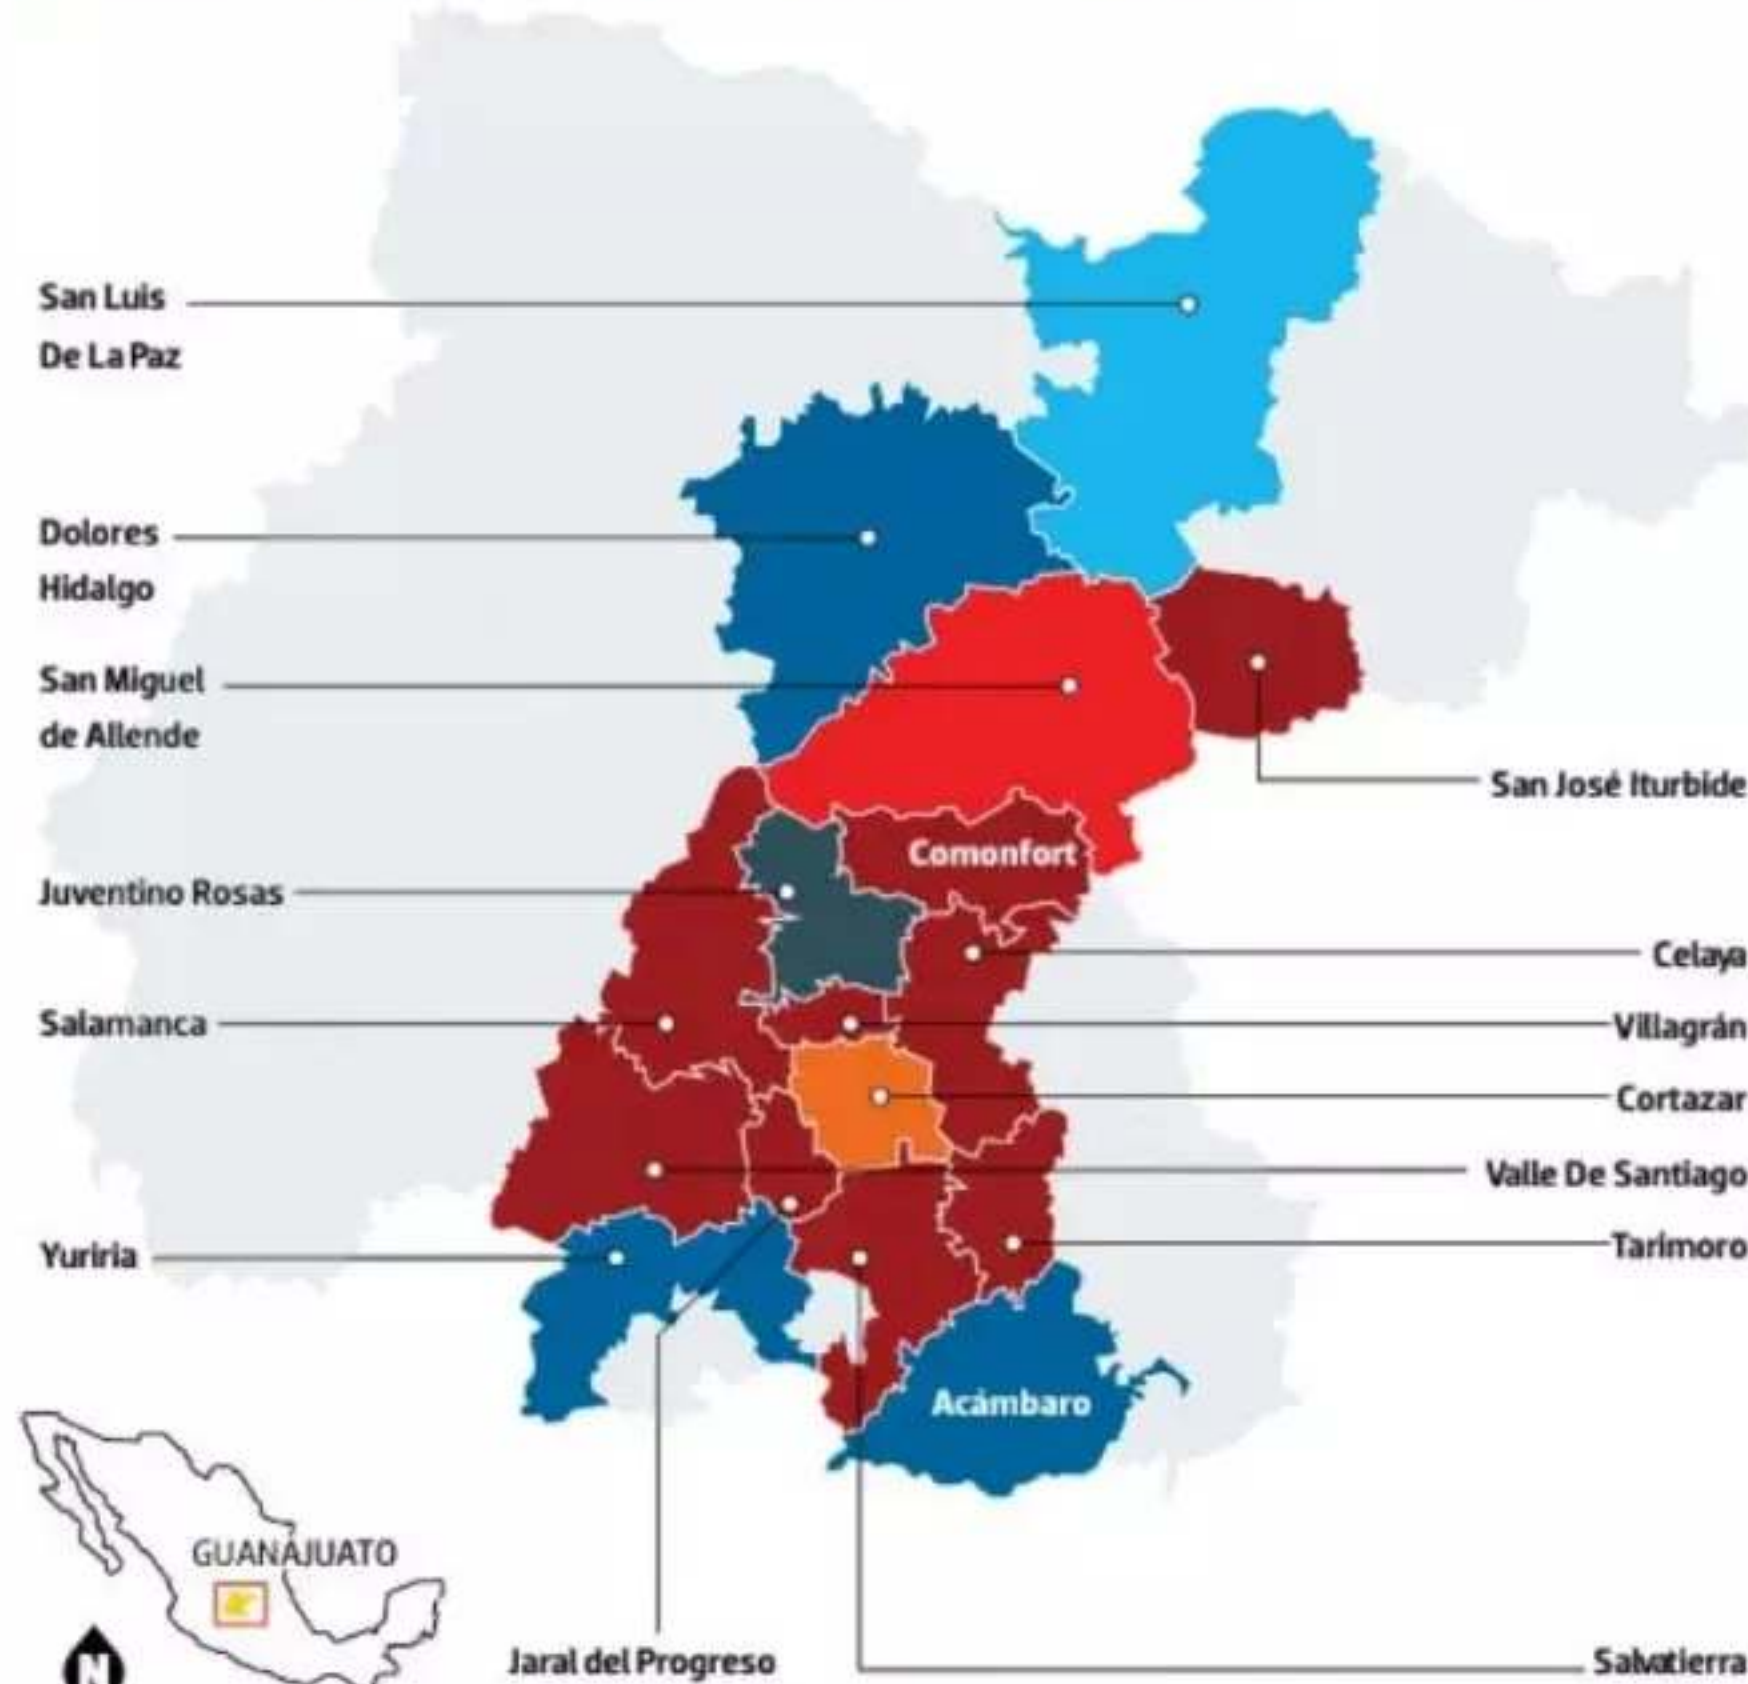 San Luis
De La Paz
Dolores
Hidalgo
San Miguel
de Allende
San José Iturbide
Comonfort
Juventino Rosas
Celaya
Salamanca
Villagrán
Cortazar
Valle De Santiago
Tarimoro
Yuriria
Acámbaro
GUANAJUATO
Jaral del Progreso
Salvatierra
N